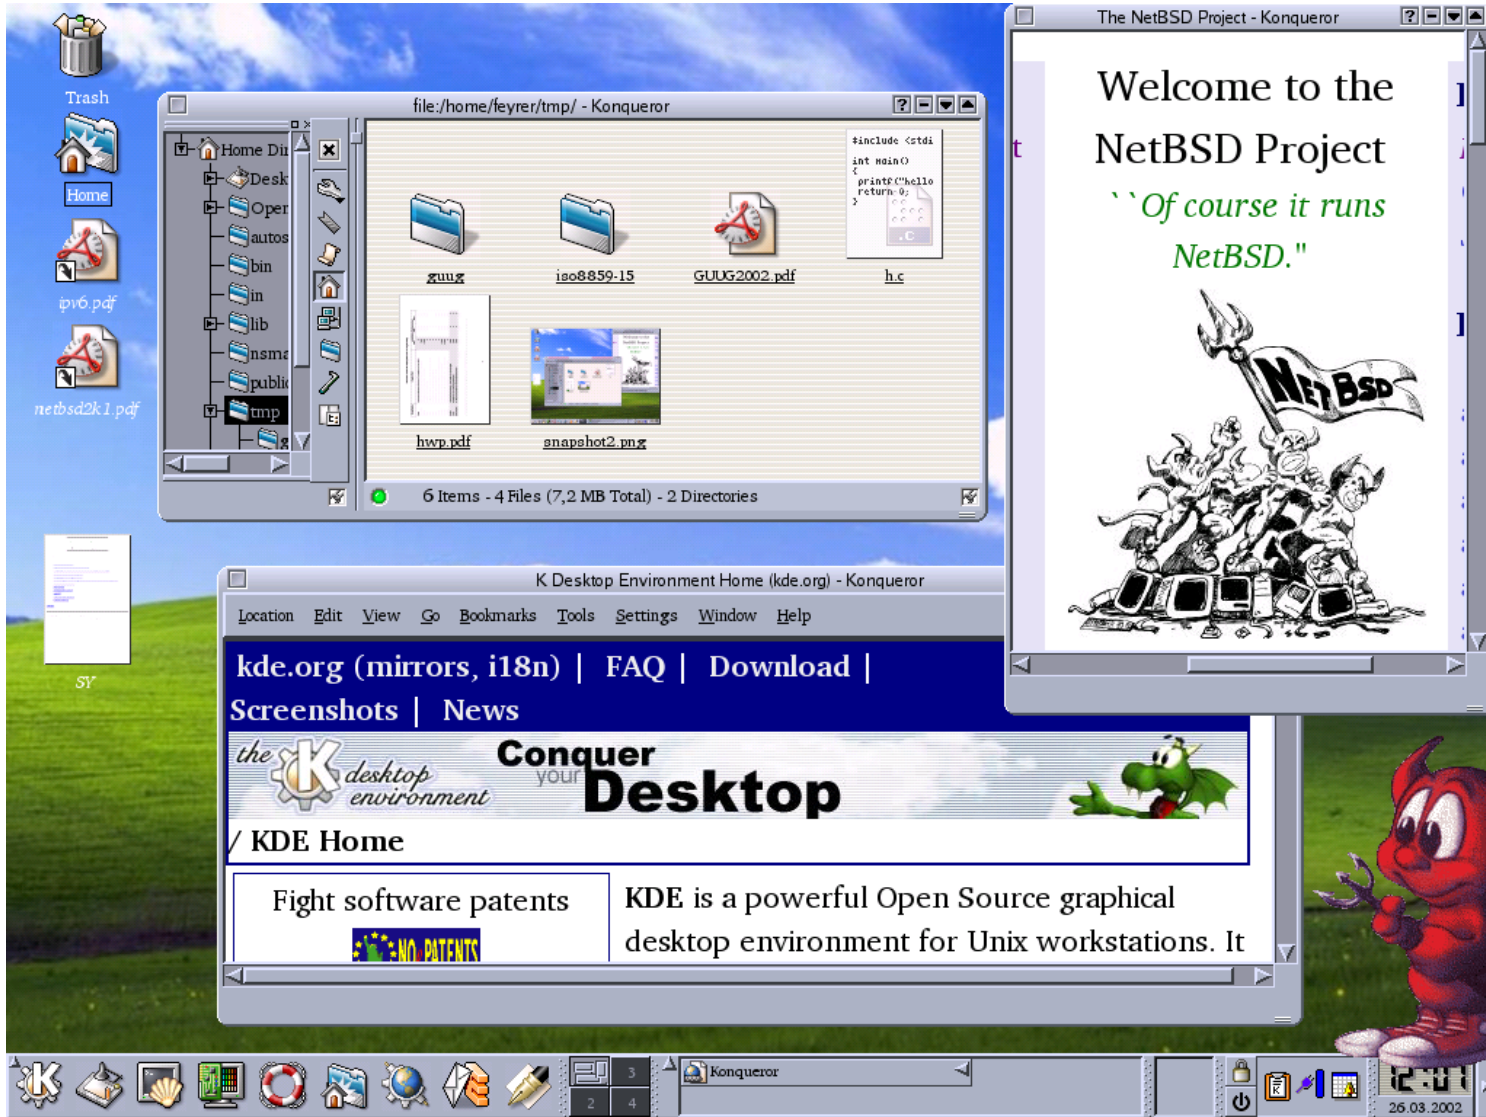 Trash
Home
ipv6.pdf
netbsd2k1.pdf
SY
file:/home/feyrer/tmp/ - Konqueror
Home Dir
Desk
Oper
autos
bin
in
lib
nsma
public
tmp
g
guug
iso8859-15
GUUG2002.pdf
#include <stdi
int main()
{
printf("hello
return 0;
}
.C
h.c
hwp.pdf
snapshot2.png
6 Items - 4 Files (7,2 MB Total) - 2 Directories
The NetBSD Project - Konqueror
Welcome to the
NetBSD Project
``Of course it runs
NetBSD."
NETBSD
t
K Desktop Environment Home (kde.org) - Konqueror
Location Edit View Go Bookmarks Tools Settings Window Help
kde.org (mirrors, i18n) | FAQ | Download |
Screenshots | News
the K desktop environment
Conquer
your Desktop
/ KDE Home
Fight software patents
NO PATENTS
KDE is a powerful Open Source graphical
desktop environment for Unix workstations. It
3
2 4
Konqueror
12:01
26.03.2002